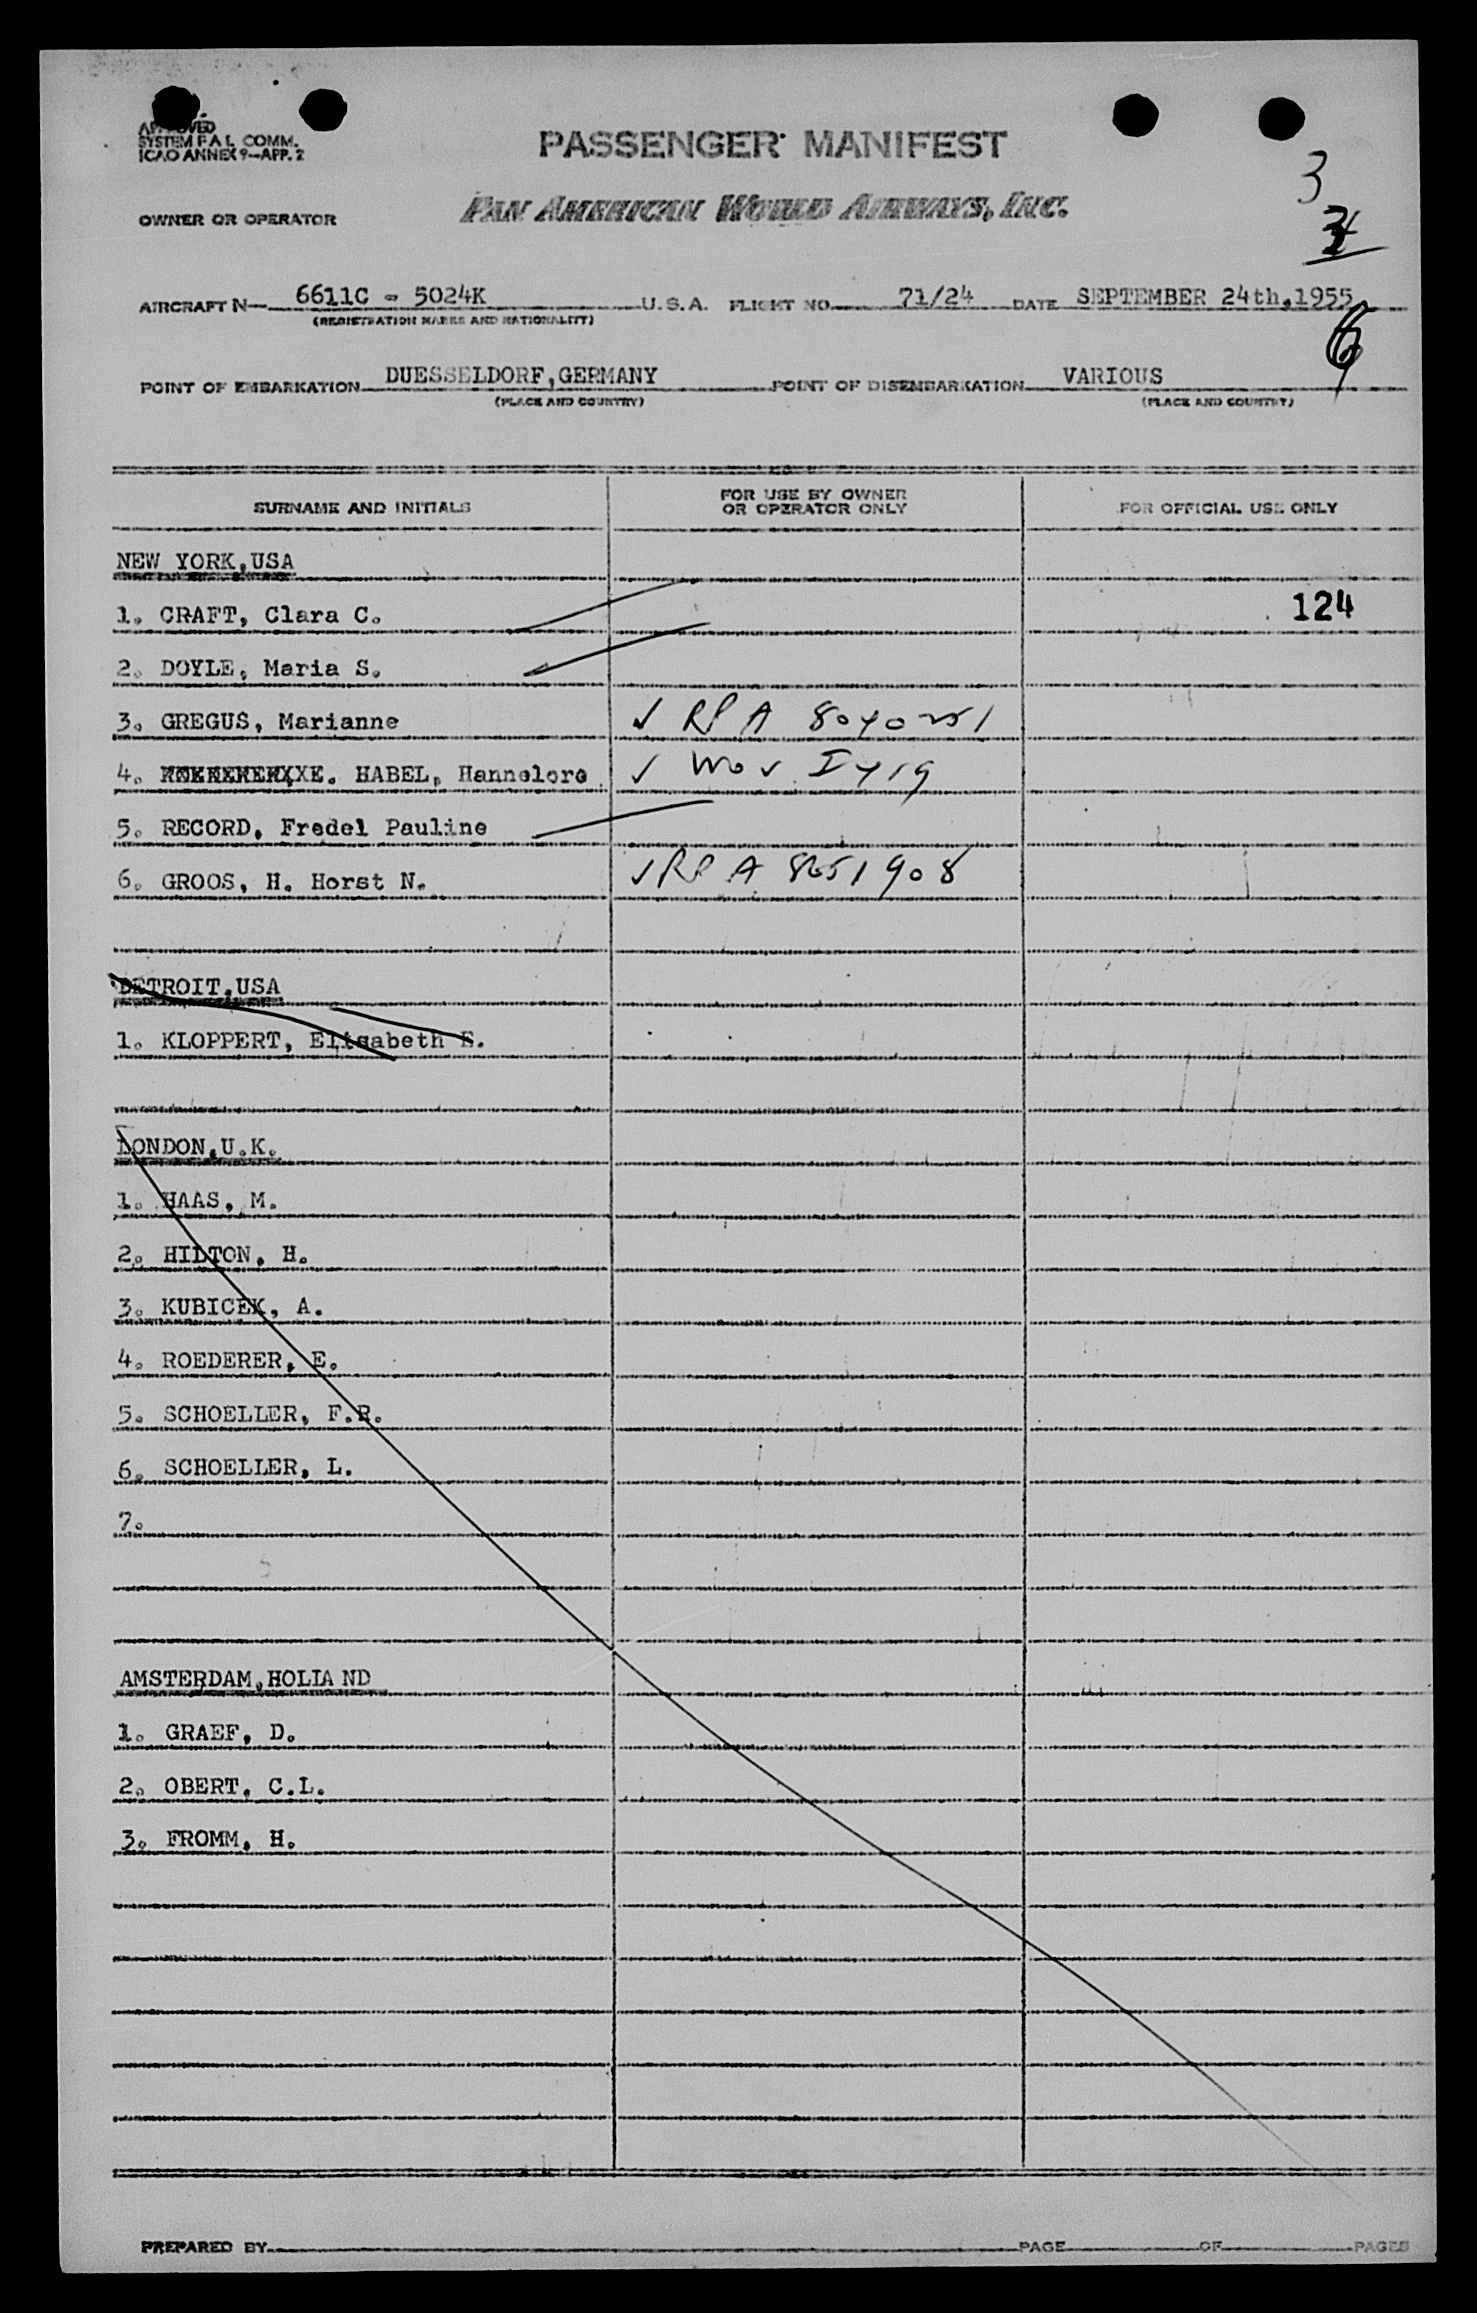 SYSTEM F A L COMM.
ICAO ANNEX 9-APP. 2
PASSENGER MANIFEST
OWNER OR OPERATOR
PAN AMERICAN WORLD AIRWAYS, INC.
3
AIRCRAFT N- 6611C - 5024K U.S.A. FLIGHT NO. 71/24 DATE SEPTEMBER 24th,1955
(REGISTRATION MARKS AND NATIONALITY)
POINT OF EMBARKATION DUESSELDORF,GERMANY POINT OF DISEMBARKATION VARIOUS
(PLACE AND COUNTRY) (PLACE AND COUNTRY)
SURNAME AND INITIALS FOR USE BY OWNER OR OPERATOR ONLY FOR OFFICIAL USE ONLY
NEW YORK,USA
1. CRAFT, Clara C. 124
2. DOYLE, Maria S.
3. GREGUS, Marianne ✓ RP A
4. HABEL, Hannelore ✓
5. RECORD, Fredel Pauline
6. GROOS, H. Horst N. ✓ RP A 8651908
DETROIT,USA
1. KLOPPERT, Elisabeth E.
LONDON,U.K.
1. HAAS, M.
2. HILTON, H.
3. KUBICEK, A.
4. ROEDERER, E.
5. SCHOELLER, F.R.
6. SCHOELLER, L.
7.
AMSTERDAM,HOLLA ND
1. GRAEF, D.
2. OBERT, C.L.
3. FROMM, H.
PREPARED BY PAGE OF PAGES